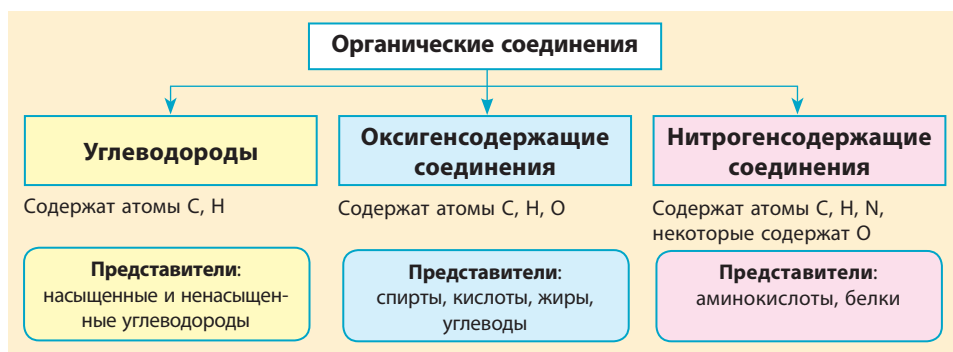 Органические соединения
Углеводороды
Оксигенсодержащие
соединения
Нитрогенсодержащие
соединения
Содержат атомы C, H
Содержат атомы C, H, O
Содержат атомы C, H, N,
некоторые содержат O
Представители:
насыщенные и ненасыщен-
ные углеводороды
Представители:
спирты, кислоты, жиры,
углеводы
Представители:
аминокислоты, белки